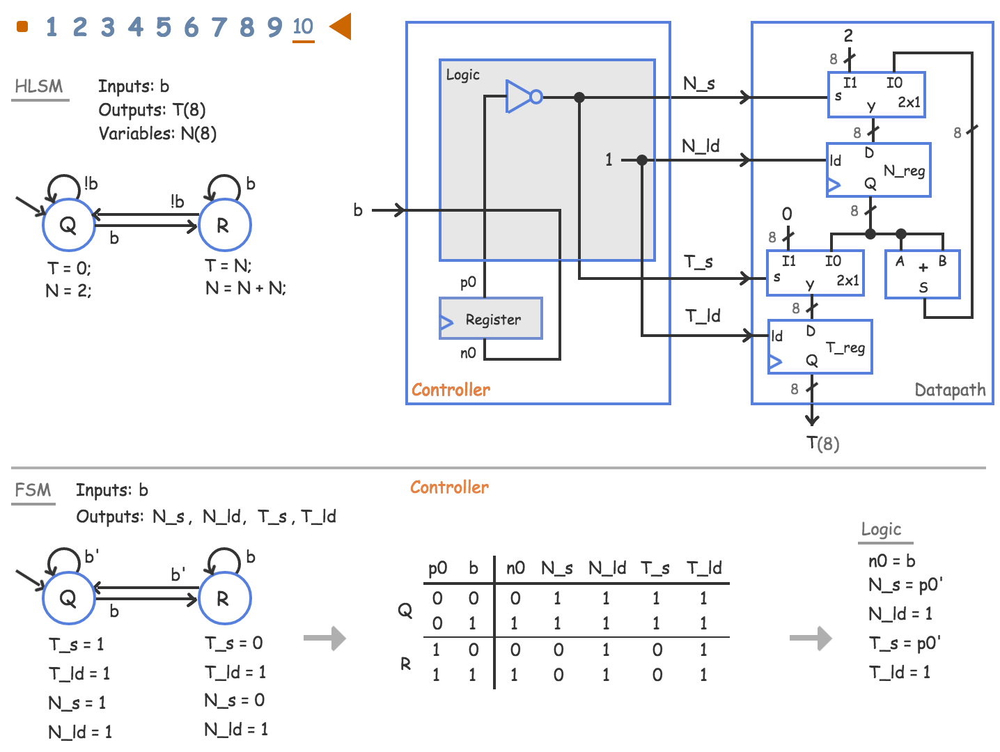 1 2 3 4 5 6 7 8 9 10
HLSM
Inputs: b
Outputs: T(8)
Variables: N(8)
!b
b
!b
b
Q
R
T = 0;
N = 2;
T = N;
N = N + N;
Logic
1
b
p0
Register
n0
Controller
N_s
N_ld
T_s
T_ld
2
8
I1 I0
s
y
2x1
8
8
D
ld
N_reg
Q
8
0
8
I1 I0
s
y
2x1
A B
+
S
8
D
ld
T_reg
Q
8
Datapath
T(8)
FSM
Inputs: b
Outputs: N_s , N_ld, T_s , T_ld
b'
b
b'
b
Q
R
T_s = 1
T_ld = 1
N_s = 1
N_ld = 1
T_s = 0
T_ld = 1
N_s = 0
N_ld = 1
Controller
p0 b n0 N_s N_ld T_s T_ld
Q
0 0 0 1 1 1 1
0 1 1 1 1 1 1
R
1 0 0 0 1 0 1
1 1 1 0 1 0 1
Logic
n0 = b
N_s = p0'
N_ld = 1
T_s = p0'
T_ld = 1